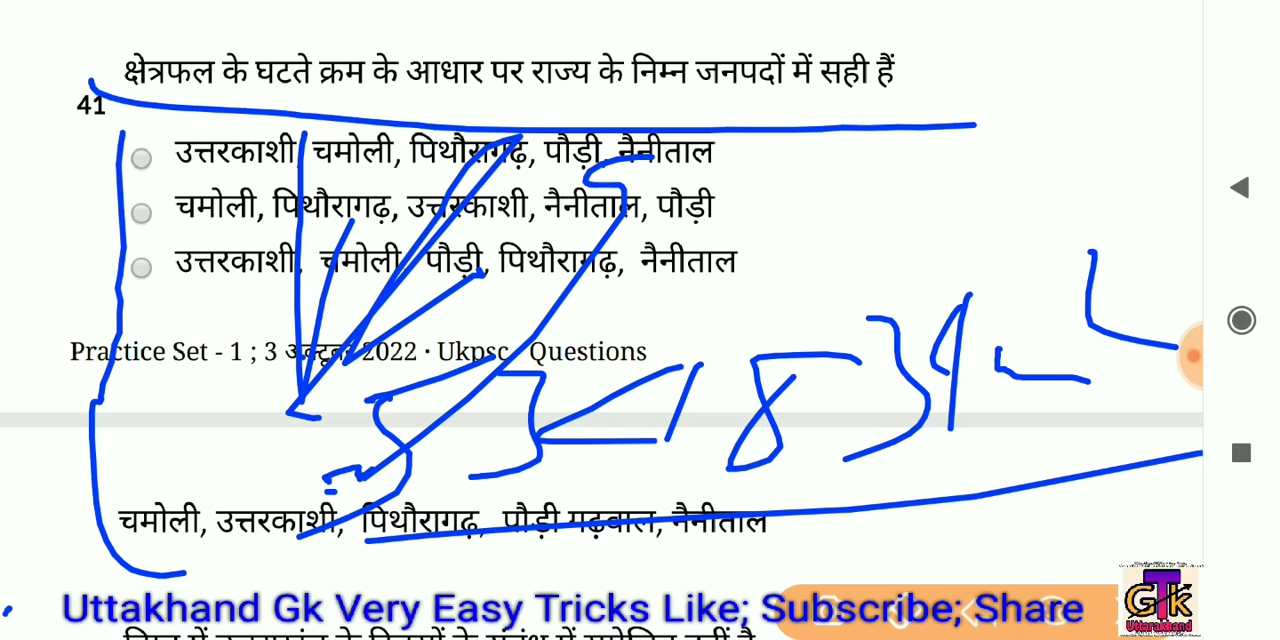 क्षेत्रफल के घटते क्रम के आधार पर राज्य के निम्न जनपदों में सही हैं
41
उत्तरकाशी, चमोली, पिथौरागढ़, पौड़ी, नैनीताल
चमोली, पिथौरागढ़, उत्तरकाशी, नैनीताल, पौड़ी
उत्तरकाशी, चमोली, पौड़ी, पिथौरागढ़, नैनीताल
Practice Set - 1 ; 3 अक्टूबर 2022 · Ukpsc Questions
चमोली, उत्तरकाशी, पिथौरागढ़, पौड़ी गढ़वाल, नैनीताल
Uttakhand Gk Very Easy Tricks Like; Subscribe; Share
GTK
Uttarakhand